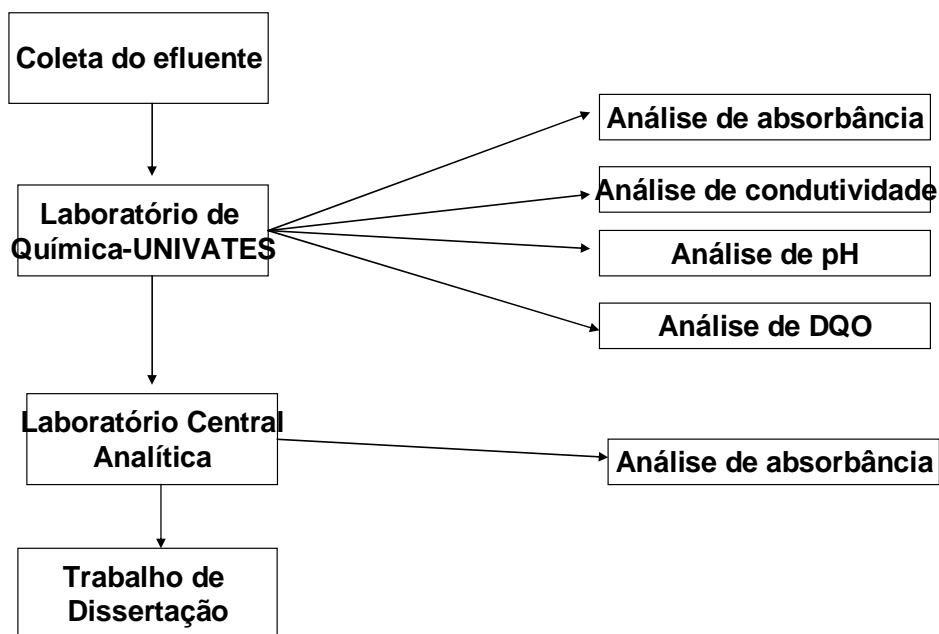 Coleta do efluente
Análise de absorbância
Análise de condutividade
Laboratório de
Química-UNIVATES
Análise de pH
Análise de DQO
Laboratório Central
Analítica
Análise de absorbância
Trabalho de
Dissertação